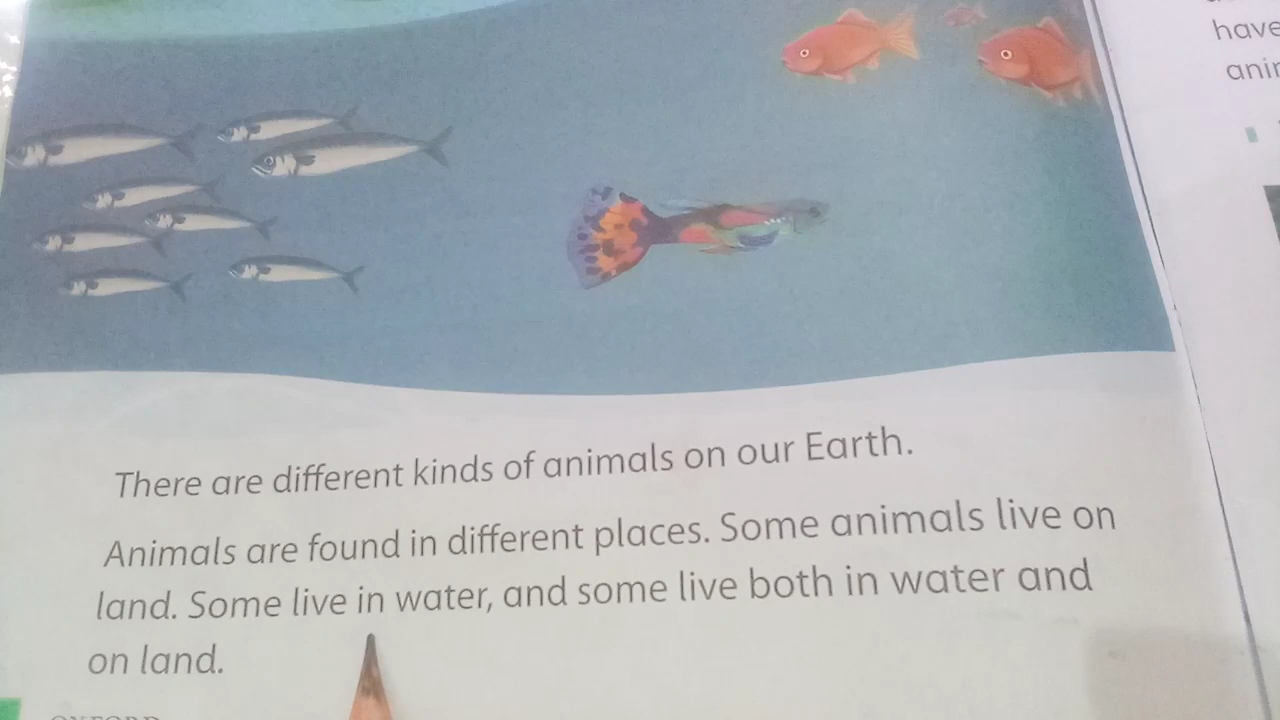 There are different kinds of animals on our Earth.
Animals are found in different places. Some animals live on
land. Some live in water, and some live both in water and
on land.
OXFORD
have